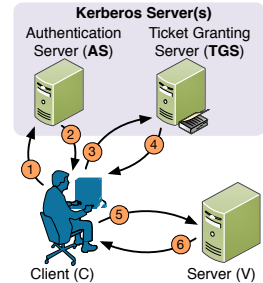 Kerberos Server(s)
Authentication
Server (AS)
Ticket Granting
Server (TGS)
1
2
3
4
5
6
Client (C)
Server (V)